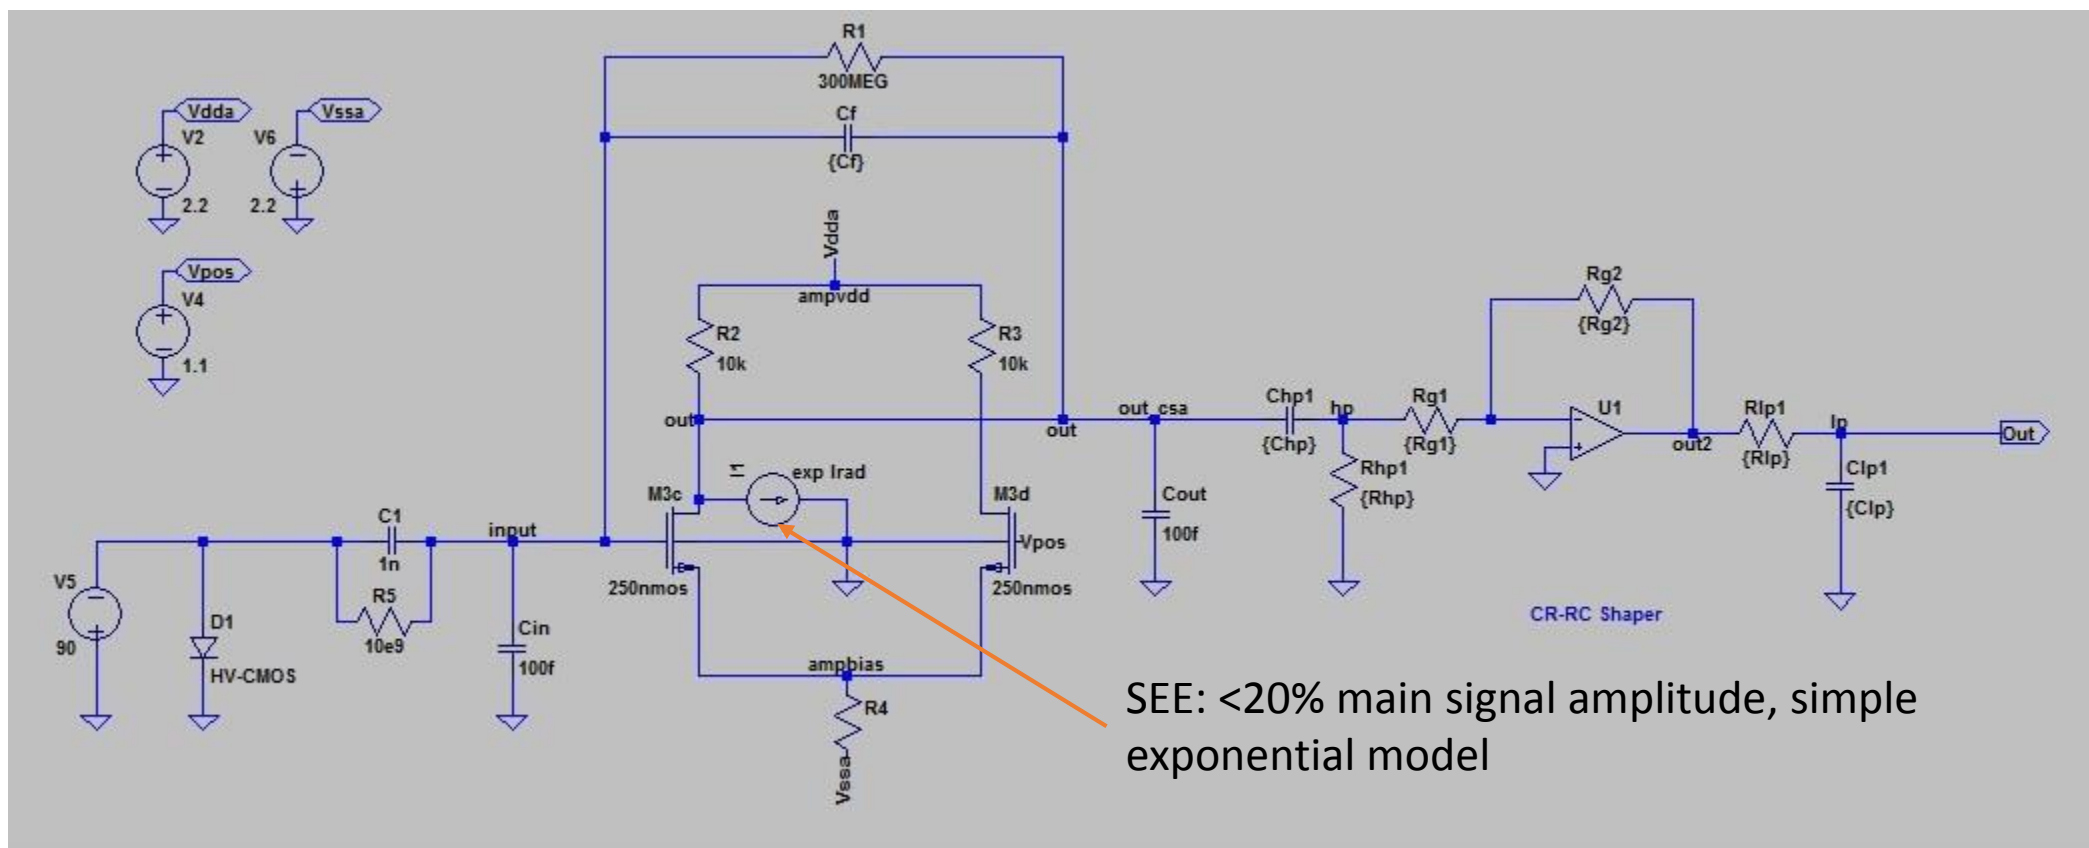 R1
300MEG
Cf
{Cf}
Vdda
V2
2.2
Vssa
V6
2.2
Vpos
V4
1.1
Vdda
ampvdd
R2
10k
R3
10k
out
out
out_csa
I1
exp Irad
M3c
250nmos
M3d
Vpos
250nmos
V5
90
D1
HV-CMOS
C1
1n
R5
10e9
input
Cin
100f
ampbias
R4
Vssa
Cout
100f
Chp1
{Chp}
hp
Rhp1
{Rhp}
Rg1
{Rg1}
Rg2
{Rg2}
U1
out2
Rlp1
{Rlp}
lp
Clp1
{Clp}
Out
CR-RC Shaper
SEE: <20% main signal amplitude, simple
exponential model